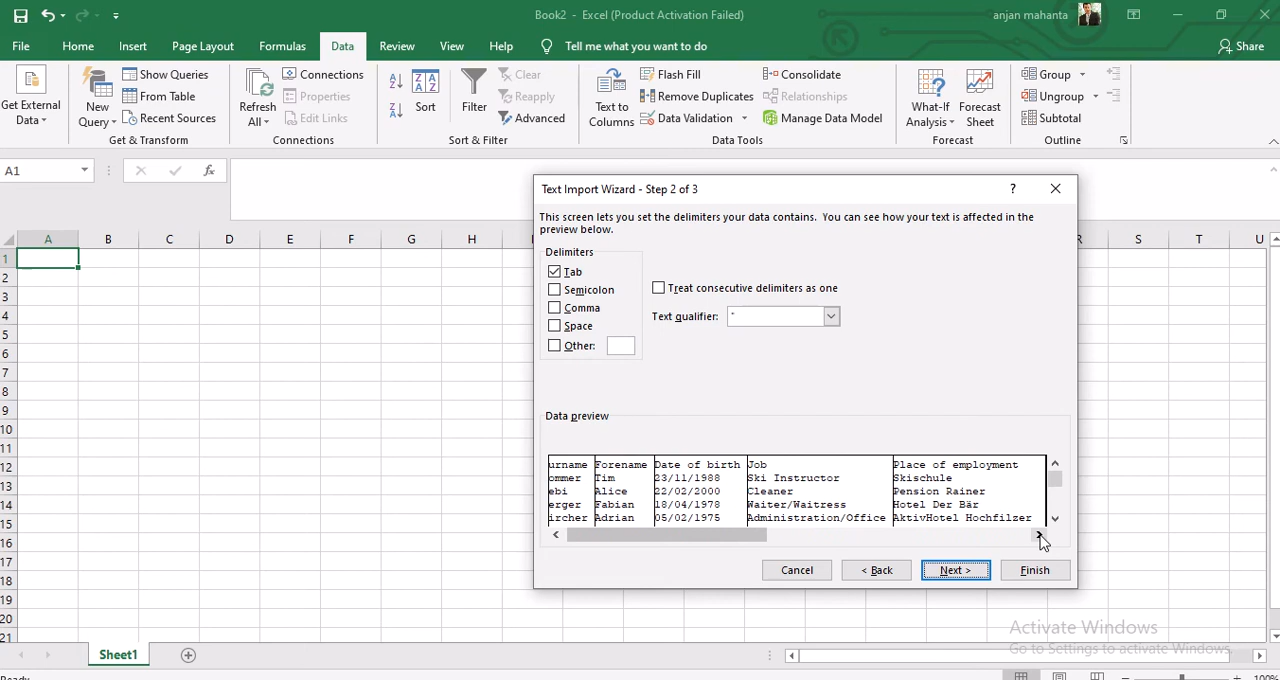 Book2 - Excel (Product Activation Failed)
anjan mahanta
File Home Insert Page Layout Formulas Data Review View Help Tell me what you want to do
Share
Get External Data
New Query
Show Queries
From Table
Recent Sources
Get & Transform
Refresh All
Connections
Properties
Edit Links
Connections
Sort
Filter
Clear
Reapply
Advanced
Sort & Filter
Text to Columns
Flash Fill
Remove Duplicates
Data Validation
Consolidate
Relationships
Manage Data Model
Data Tools
What-If Analysis
Forecast Sheet
Forecast
Group
Ungroup
Subtotal
Outline
A1
fx
A B C D E F G H R S T U
1
2
3
4
5
6
7
8
9
10
11
12
13
14
15
16
17
18
19
20
21
Text Import Wizard - Step 2 of 3
?
This screen lets you set the delimiters your data contains. You can see how your text is affected in the
preview below.
Delimiters
Tab
Semicolon
Comma
Space
Other:
Treat consecutive delimiters as one
Text qualifier: "
Data preview
urname Forename Date of birth Job Place of employment
ommer Tim 23/11/1988 Ski Instructor Skischule
ebi Alice 22/02/2000 Cleaner Pension Rainer
erger Fabian 18/04/1978 Waiter/Waitress Hotel Der Bär
ircher Adrian 05/02/1975 Administration/Office AktivHotel Hochfilzer
Cancel < Back Next > Finish
Activate Windows
Go to Settings to activate Windows.
Sheet1
Ready
100%